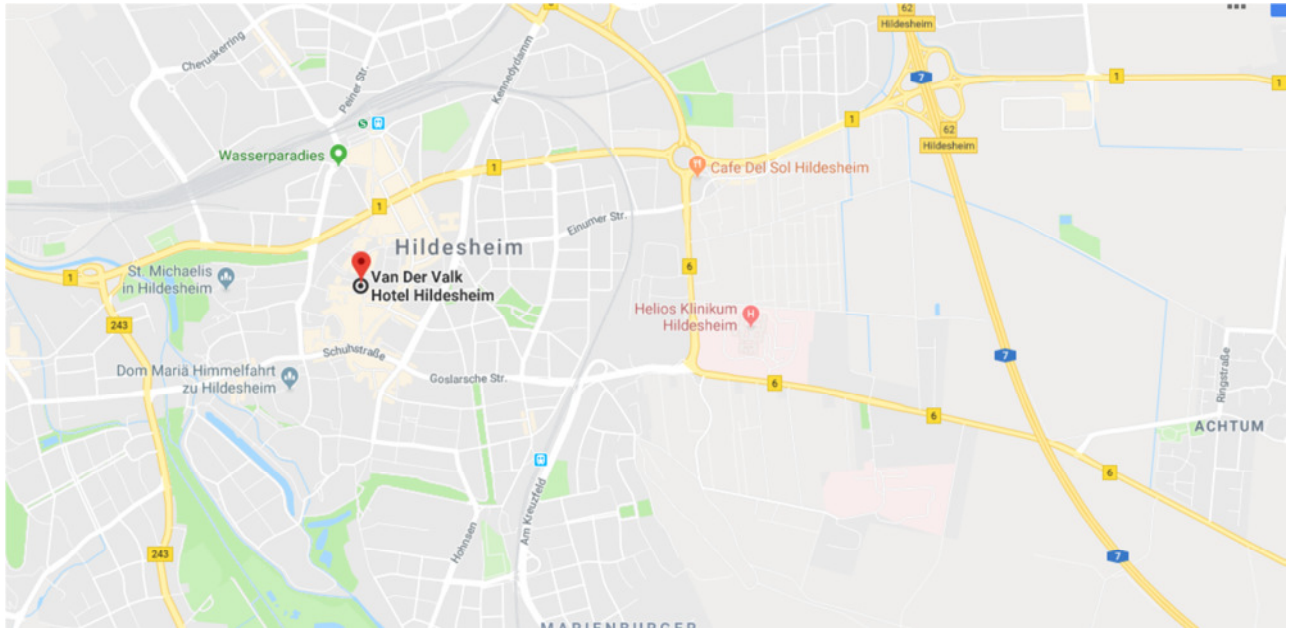 62
Hildesheim
Cheruskerring
Peiner Str.
Kennedydamm
7
1
1
1
62
Hildesheim
Wasserparadies
S
1
Cafe Del Sol Hildesheim
1
Einumer Str.
Hildesheim
6
1
St. Michaelis
in Hildesheim
Van Der Valk
Hotel Hildesheim
243
Helios Klinikum
Hildesheim
H
7
Schuhstraße
Goslarsche Str.
Dom Maria Himmelfahrt
zu Hildesheim
6
6
Ringstraße
ACHTUM
6
Am Kreuzfeld
Hohnsen
243
7
MARIENBURGER